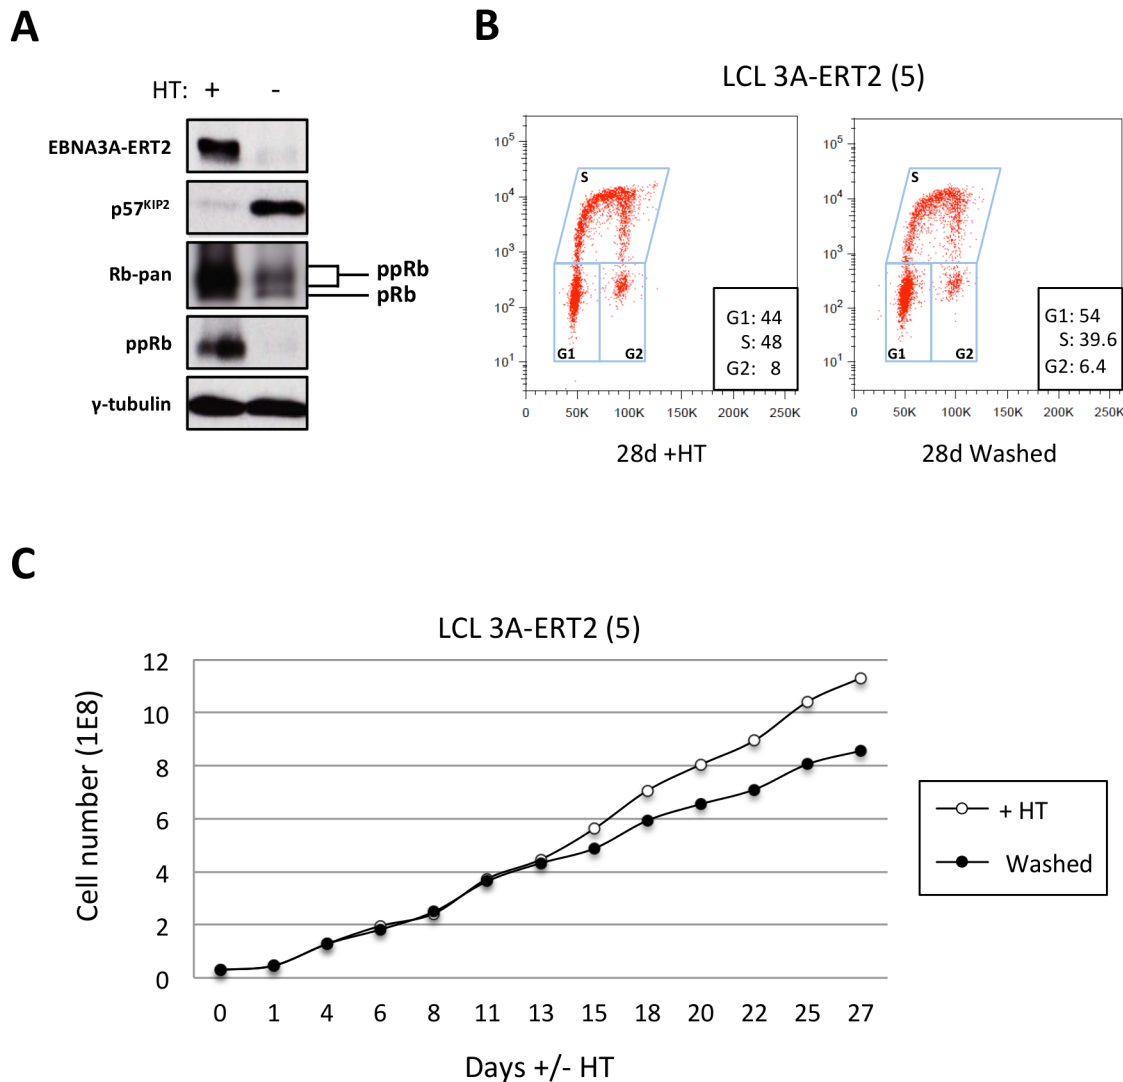 A
HT: + -
EBNA3A-ERT2
p57KIP2
Rb-pan
ppRb
pRb
ppRb
γ-tubulin
B
LCL 3A-ERT2 (5)
10^5
10^4
10^3
10^2
10^1
S
G1
G2
G1: 44
S: 48
G2: 8
0 50K 100K 150K 200K 250K
28d +HT
10^5
10^4
10^3
10^2
10^1
S
G1
G2
G1: 54
S: 39.6
G2: 6.4
0 50K 100K 150K 200K 250K
28d Washed
C
LCL 3A-ERT2 (5)
Cell number (1E8)
12
10
8
6
4
2
0
0 1 4 6 8 11 13 15 18 20 22 25 27
Days +/- HT
+ HT
Washed